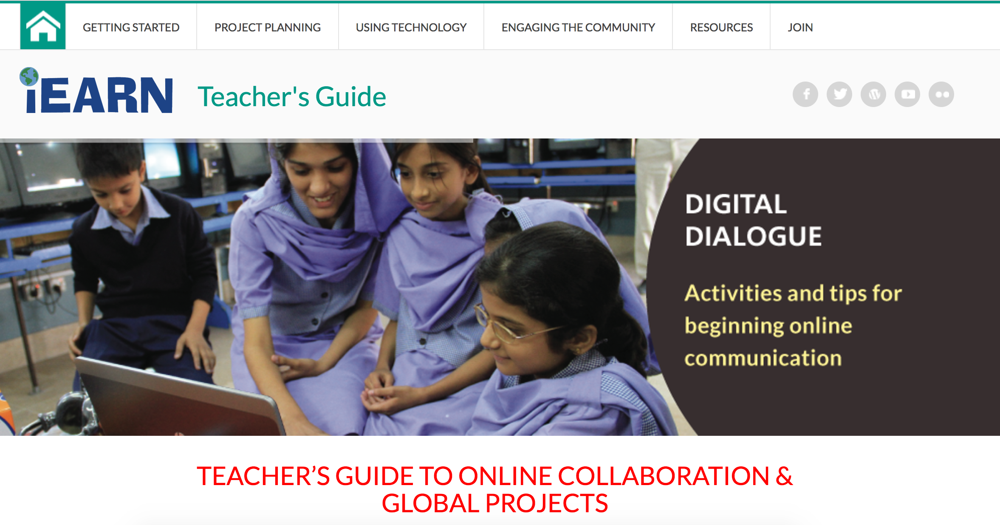 GETTING STARTED
PROJECT PLANNING
USING TECHNOLOGY
ENGAGING THE COMMUNITY
RESOURCES
JOIN
iEARN
Teacher's Guide
DIGITAL
DIALOGUE
Activities and tips for
beginning online
communication
TEACHER’S GUIDE TO ONLINE COLLABORATION &
GLOBAL PROJECTS